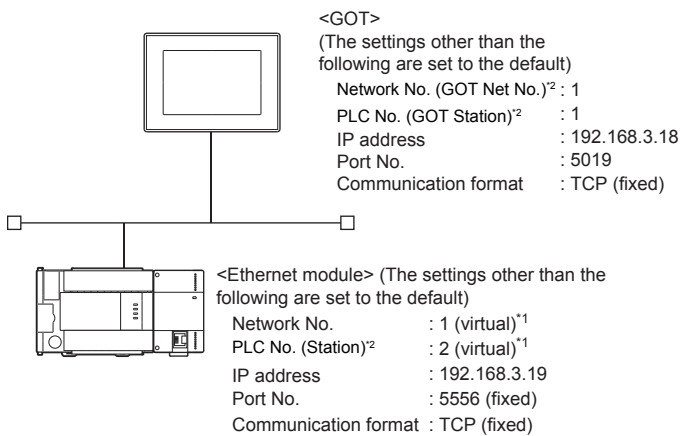 <GOT>
(The settings other than the
following are set to the default)
Network No. (GOT Net No.)*2 : 1
PLC No. (GOT Station)*2 : 1
IP address : 192.168.3.18
Port No. : 5019
Communication format : TCP (fixed)
<Ethernet module> (The settings other than the
following are set to the default)
Network No. : 1 (virtual)*1
PLC No. (Station)*2 : 2 (virtual)*1
IP address : 192.168.3.19
Port No. : 5556 (fixed)
Communication format : TCP (fixed)